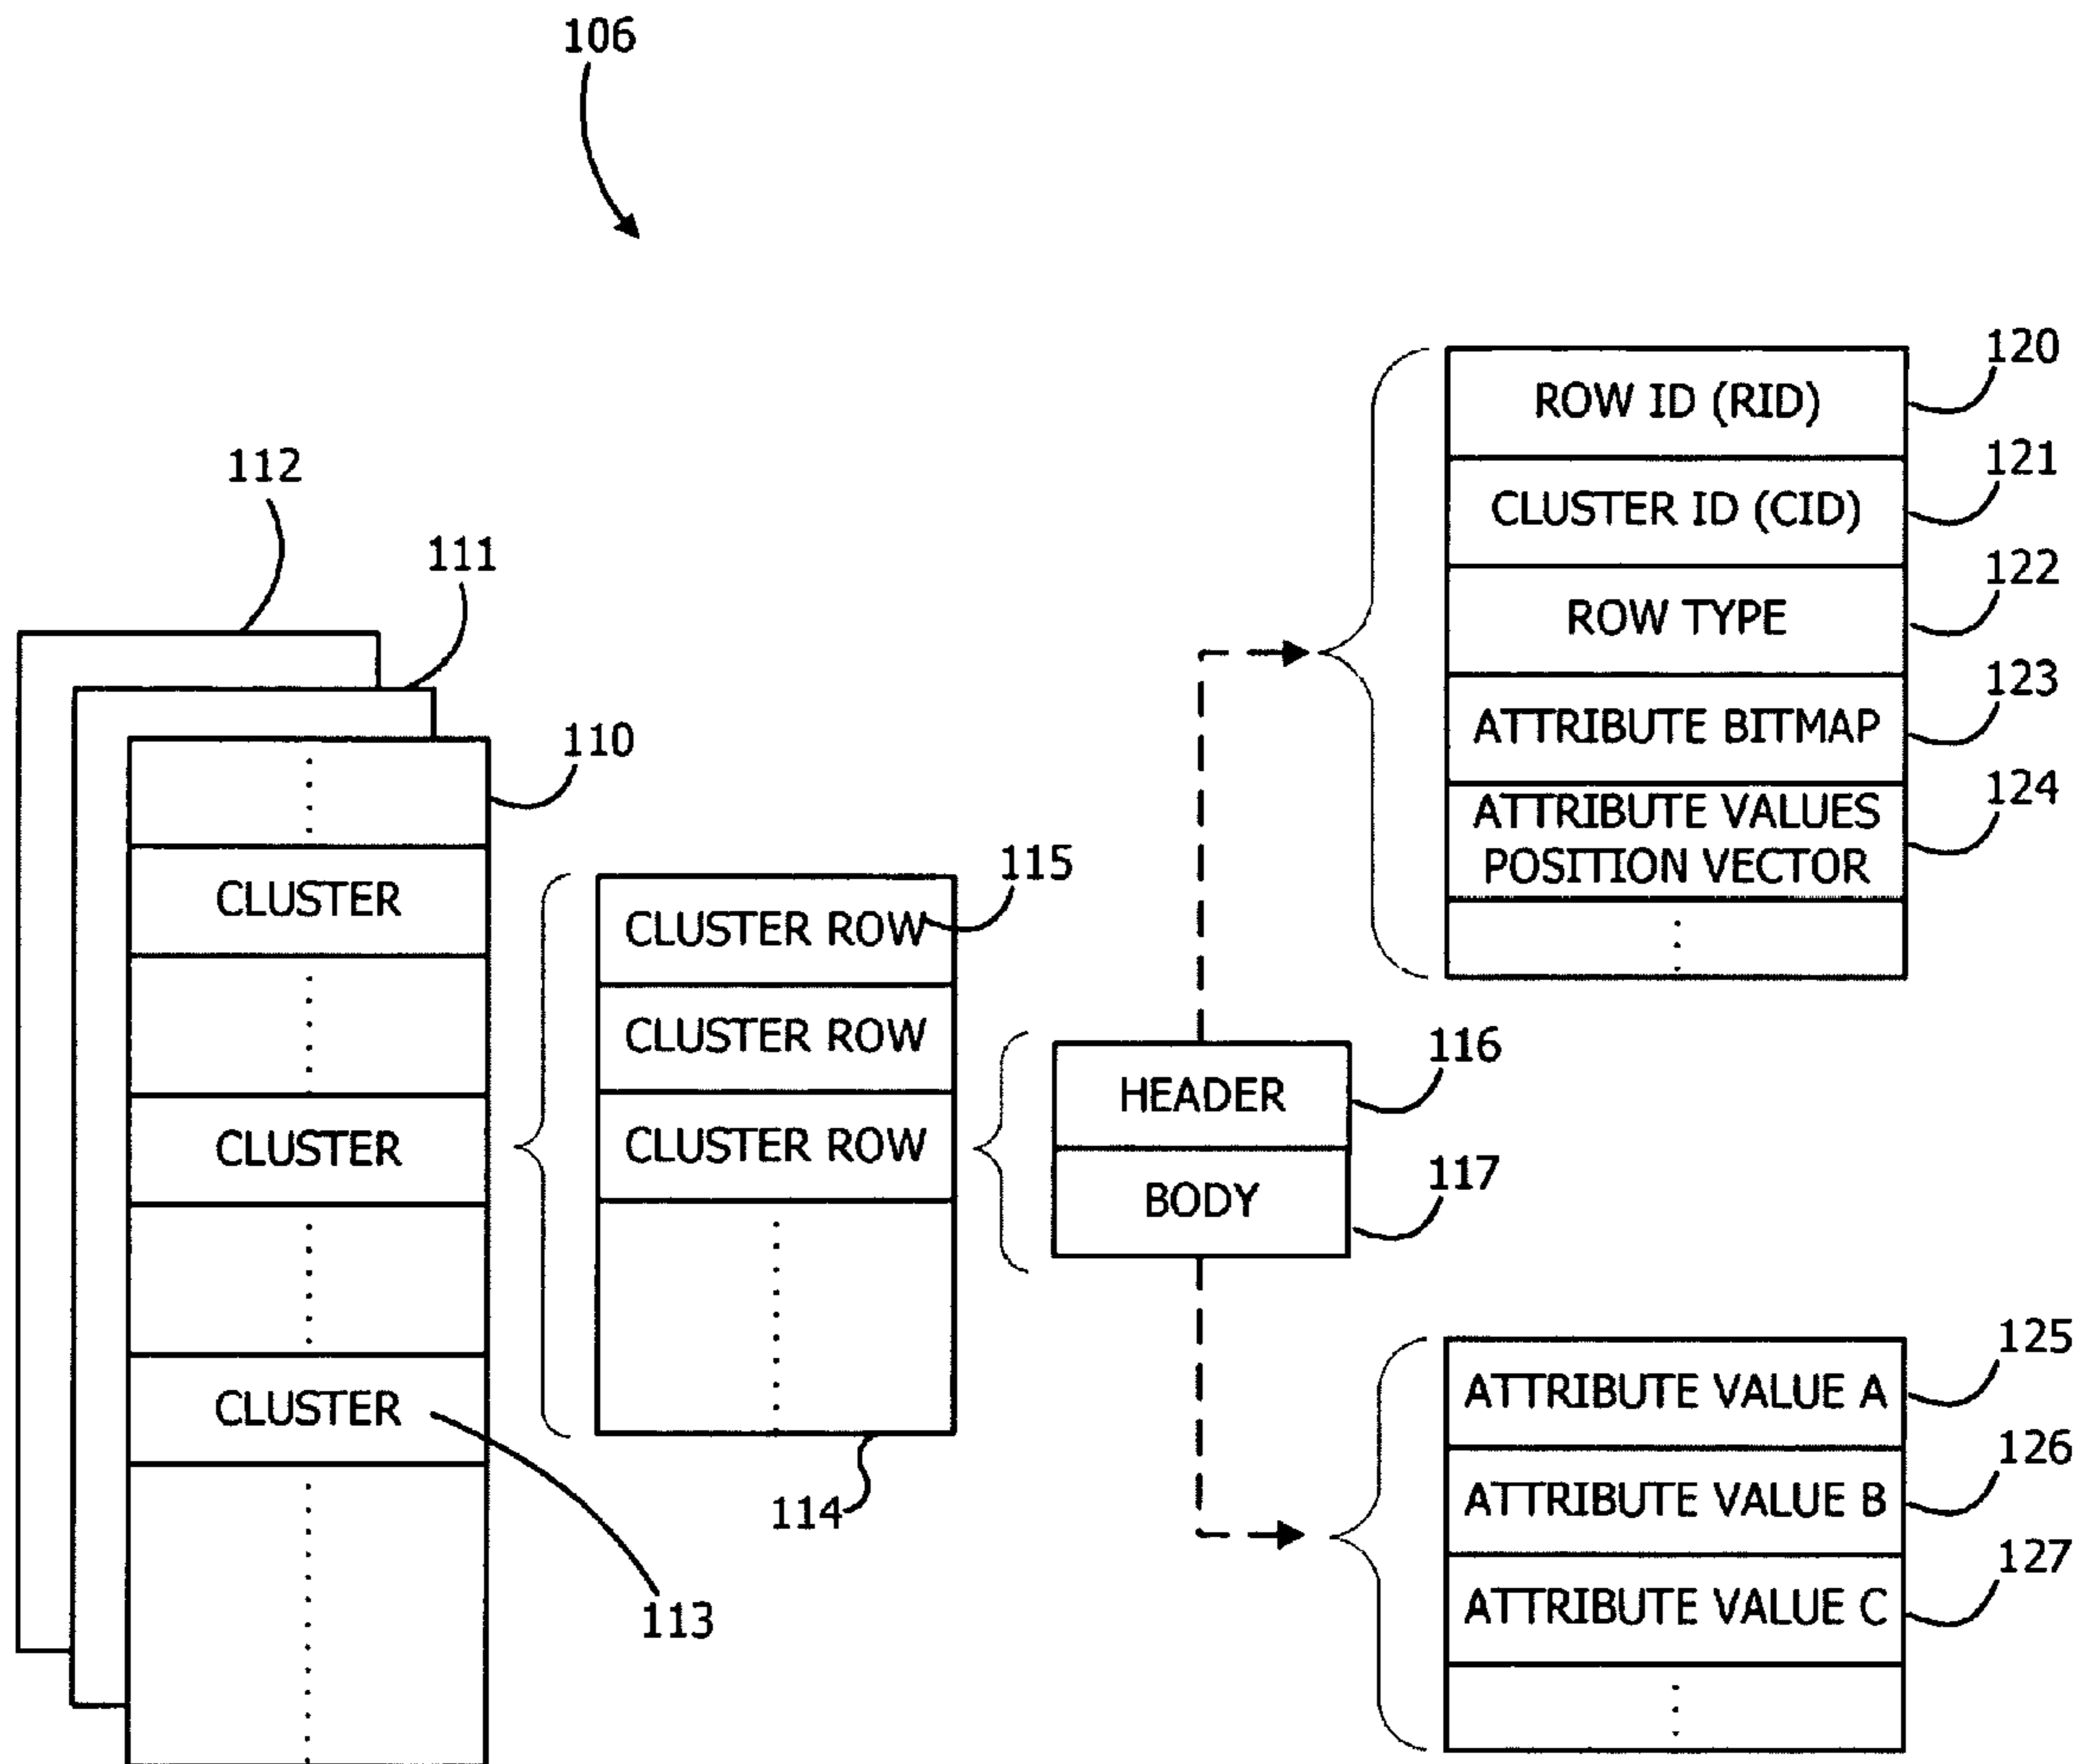 106
112
111
110
CLUSTER
CLUSTER
CLUSTER
113
115
CLUSTER ROW
CLUSTER ROW
CLUSTER ROW
114
HEADER
116
BODY
117
ROW ID (RID)
120
CLUSTER ID (CID)
121
ROW TYPE
122
ATTRIBUTE BITMAP
123
ATTRIBUTE VALUES
POSITION VECTOR
124
ATTRIBUTE VALUE A
125
ATTRIBUTE VALUE B
126
ATTRIBUTE VALUE C
127